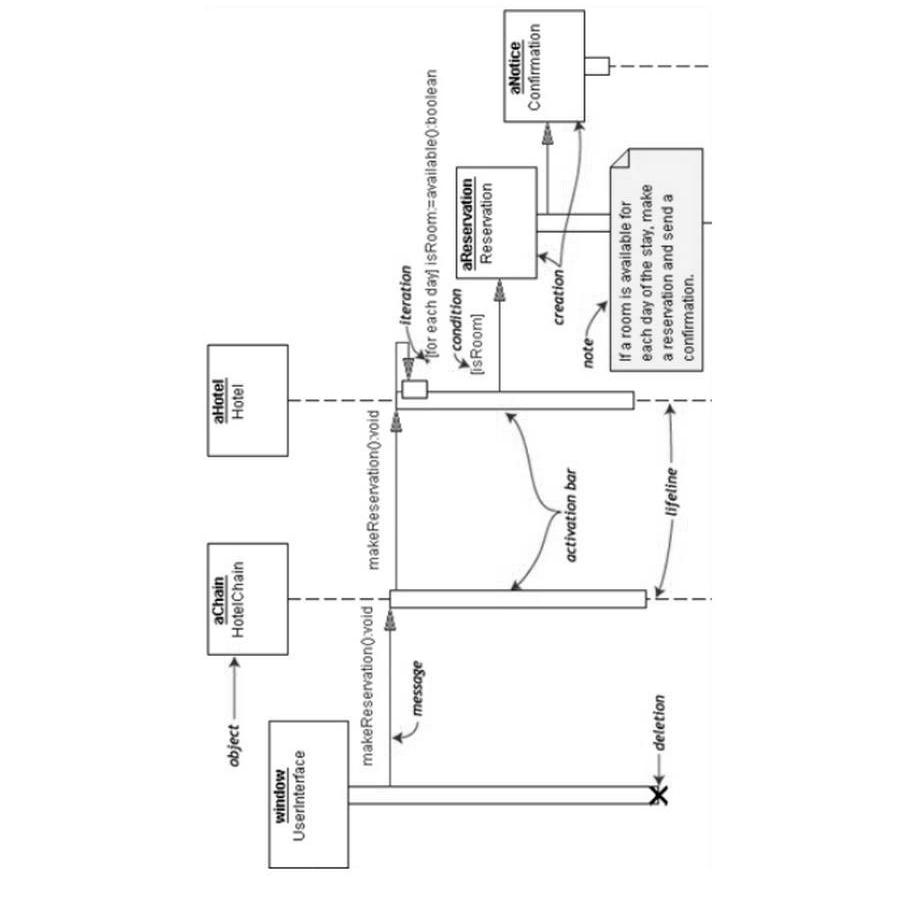 object
aChain
HotelChain
aHotel
Hotel
window
UserInterface
makeReservation():void
makeReservation():void
iteration
[for each day] isRoom:=available():boolean
message
condition
[isRoom]
aReservation
Reservation
aNotice
Confirmation
creation
activation bar
note
If a room is available for
each day of the stay, make
a reservation and send a
confirmation.
lifeline
deletion